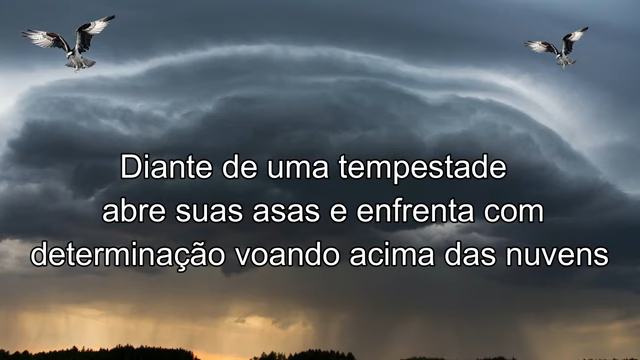 Diante de uma tempestade
abre suas asas e enfrenta com
determinação voando acima das nuvens